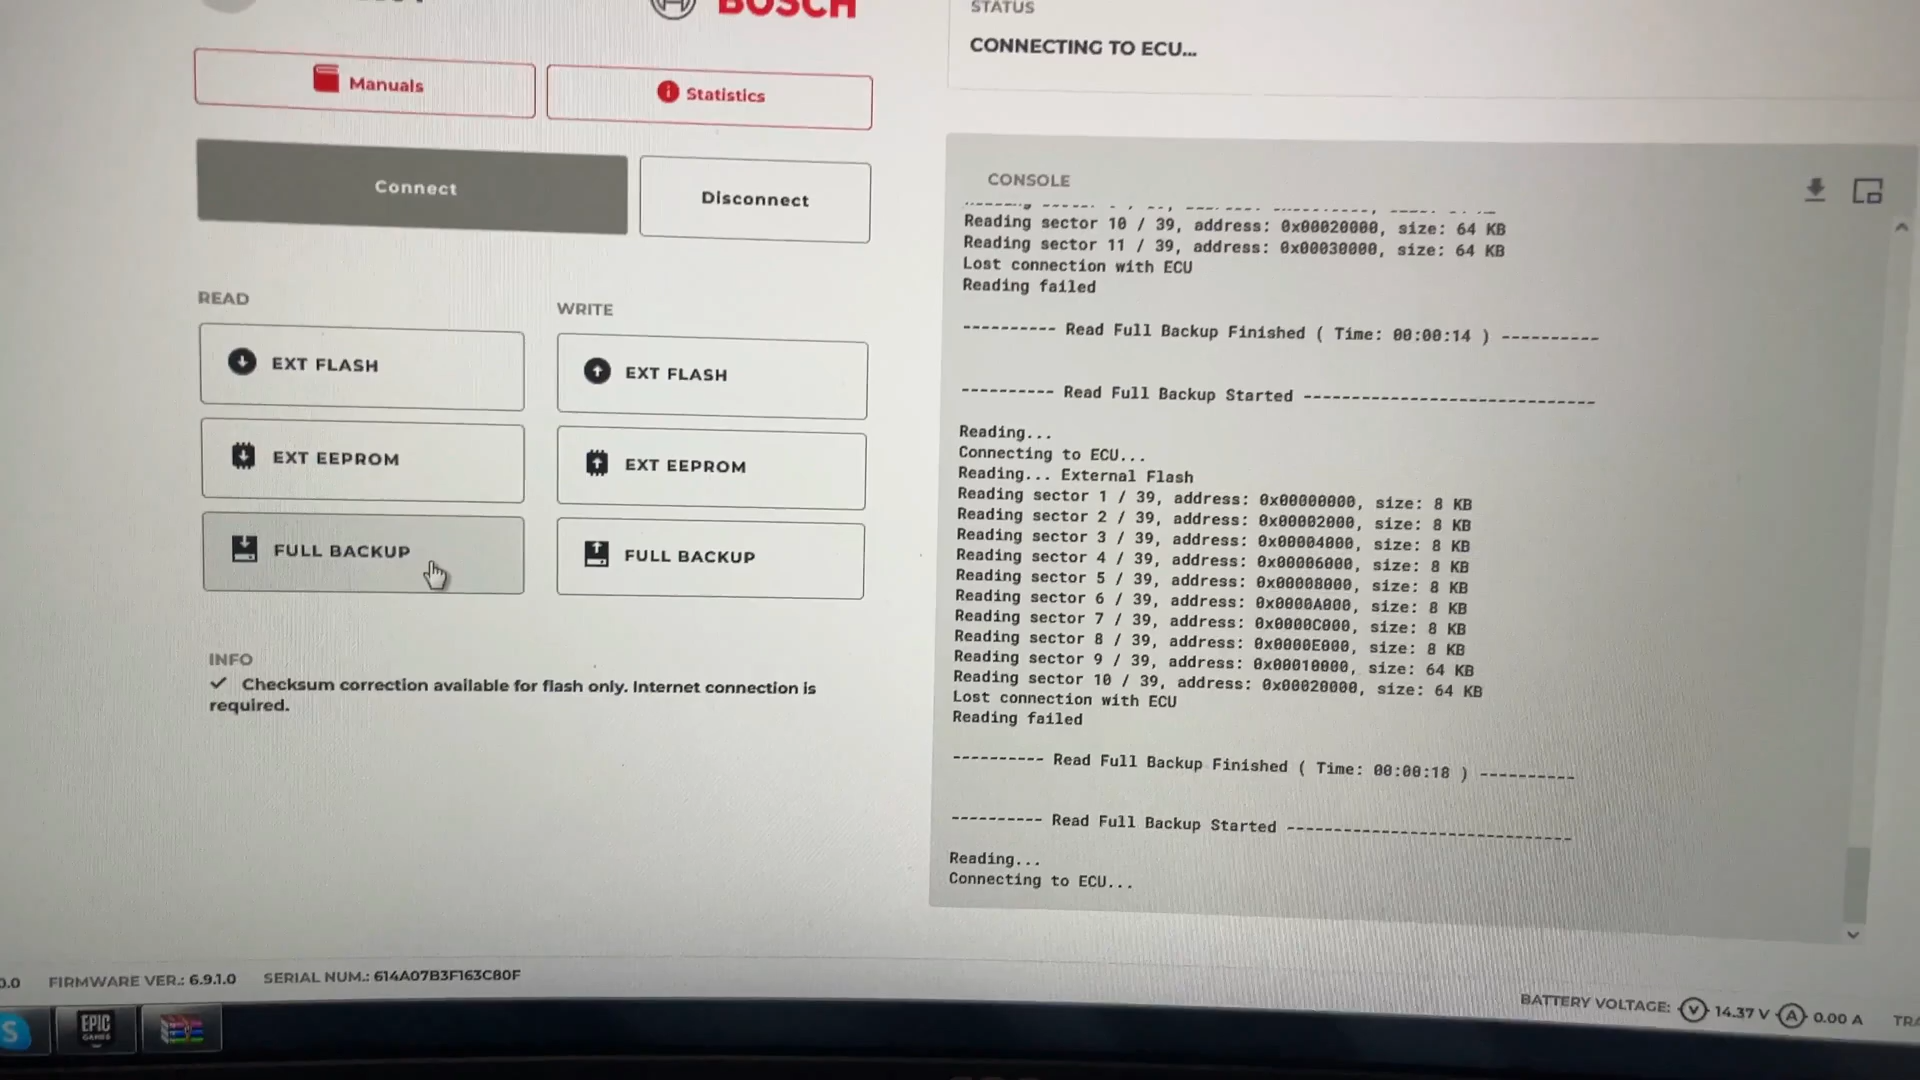 BOSCH
Manuals
Statistics
Connect
Disconnect
READ
EXT FLASH
EXT EEPROM
FULL BACKUP
WRITE
EXT FLASH
EXT EEPROM
FULL BACKUP
INFO
Checksum correction available for flash only. Internet connection is
required.
STATUS
CONNECTING TO ECU...
CONSOLE
Reading sector 10 / 39, address: 0x00020000, size: 64 KB
Reading sector 11 / 39, address: 0x00030000, size: 64 KB
Lost connection with ECU
Reading failed
---------- Read Full Backup Finished ( Time: 00:00:14 ) ----------
---------- Read Full Backup Started ------------------------------
Reading...
Connecting to ECU...
Reading... External Flash
Reading sector 1 / 39, address: 0x00000000, size: 8 KB
Reading sector 2 / 39, address: 0x00002000, size: 8 KB
Reading sector 3 / 39, address: 0x00004000, size: 8 KB
Reading sector 4 / 39, address: 0x00006000, size: 8 KB
Reading sector 5 / 39, address: 0x00008000, size: 8 KB
Reading sector 6 / 39, address: 0x0000A000, size: 8 KB
Reading sector 7 / 39, address: 0x0000C000, size: 8 KB
Reading sector 8 / 39, address: 0x0000E000, size: 8 KB
Reading sector 9 / 39, address: 0x00010000, size: 64 KB
Reading sector 10 / 39, address: 0x00020000, size: 64 KB
Lost connection with ECU
Reading failed
---------- Read Full Backup Finished ( Time: 00:00:18 ) ----------
---------- Read Full Backup Started ------------------------------
Reading...
Connecting to ECU...
0.0 FIRMWARE VER.: 6.9.1.0 SERIAL NUM.: 614A07B3F163C80F
BATTERY VOLTAGE: V 14.37 V A 0.00 A
S
EPIC
GAMES